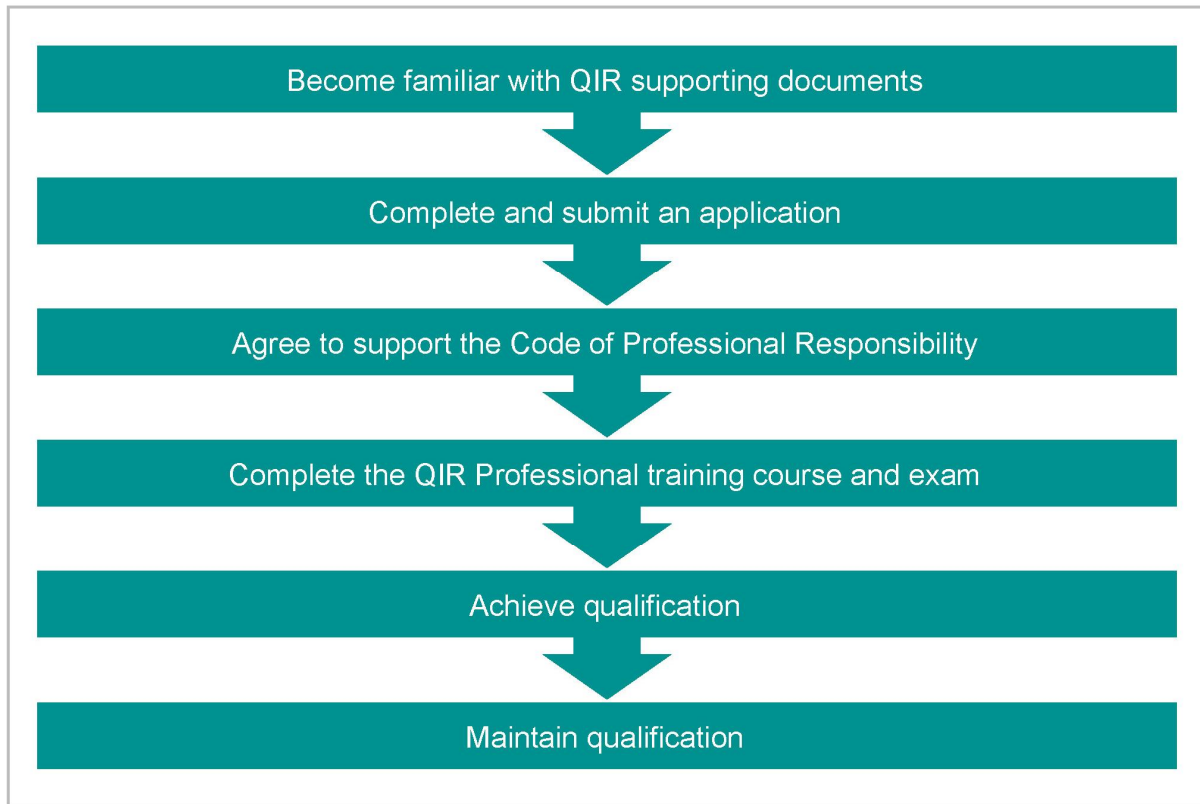 Become familiar with QIR supporting documents
Complete and submit an application
Agree to support the Code of Professional Responsibility
Complete the QIR Professional training course and exam
Achieve qualification
Maintain qualification